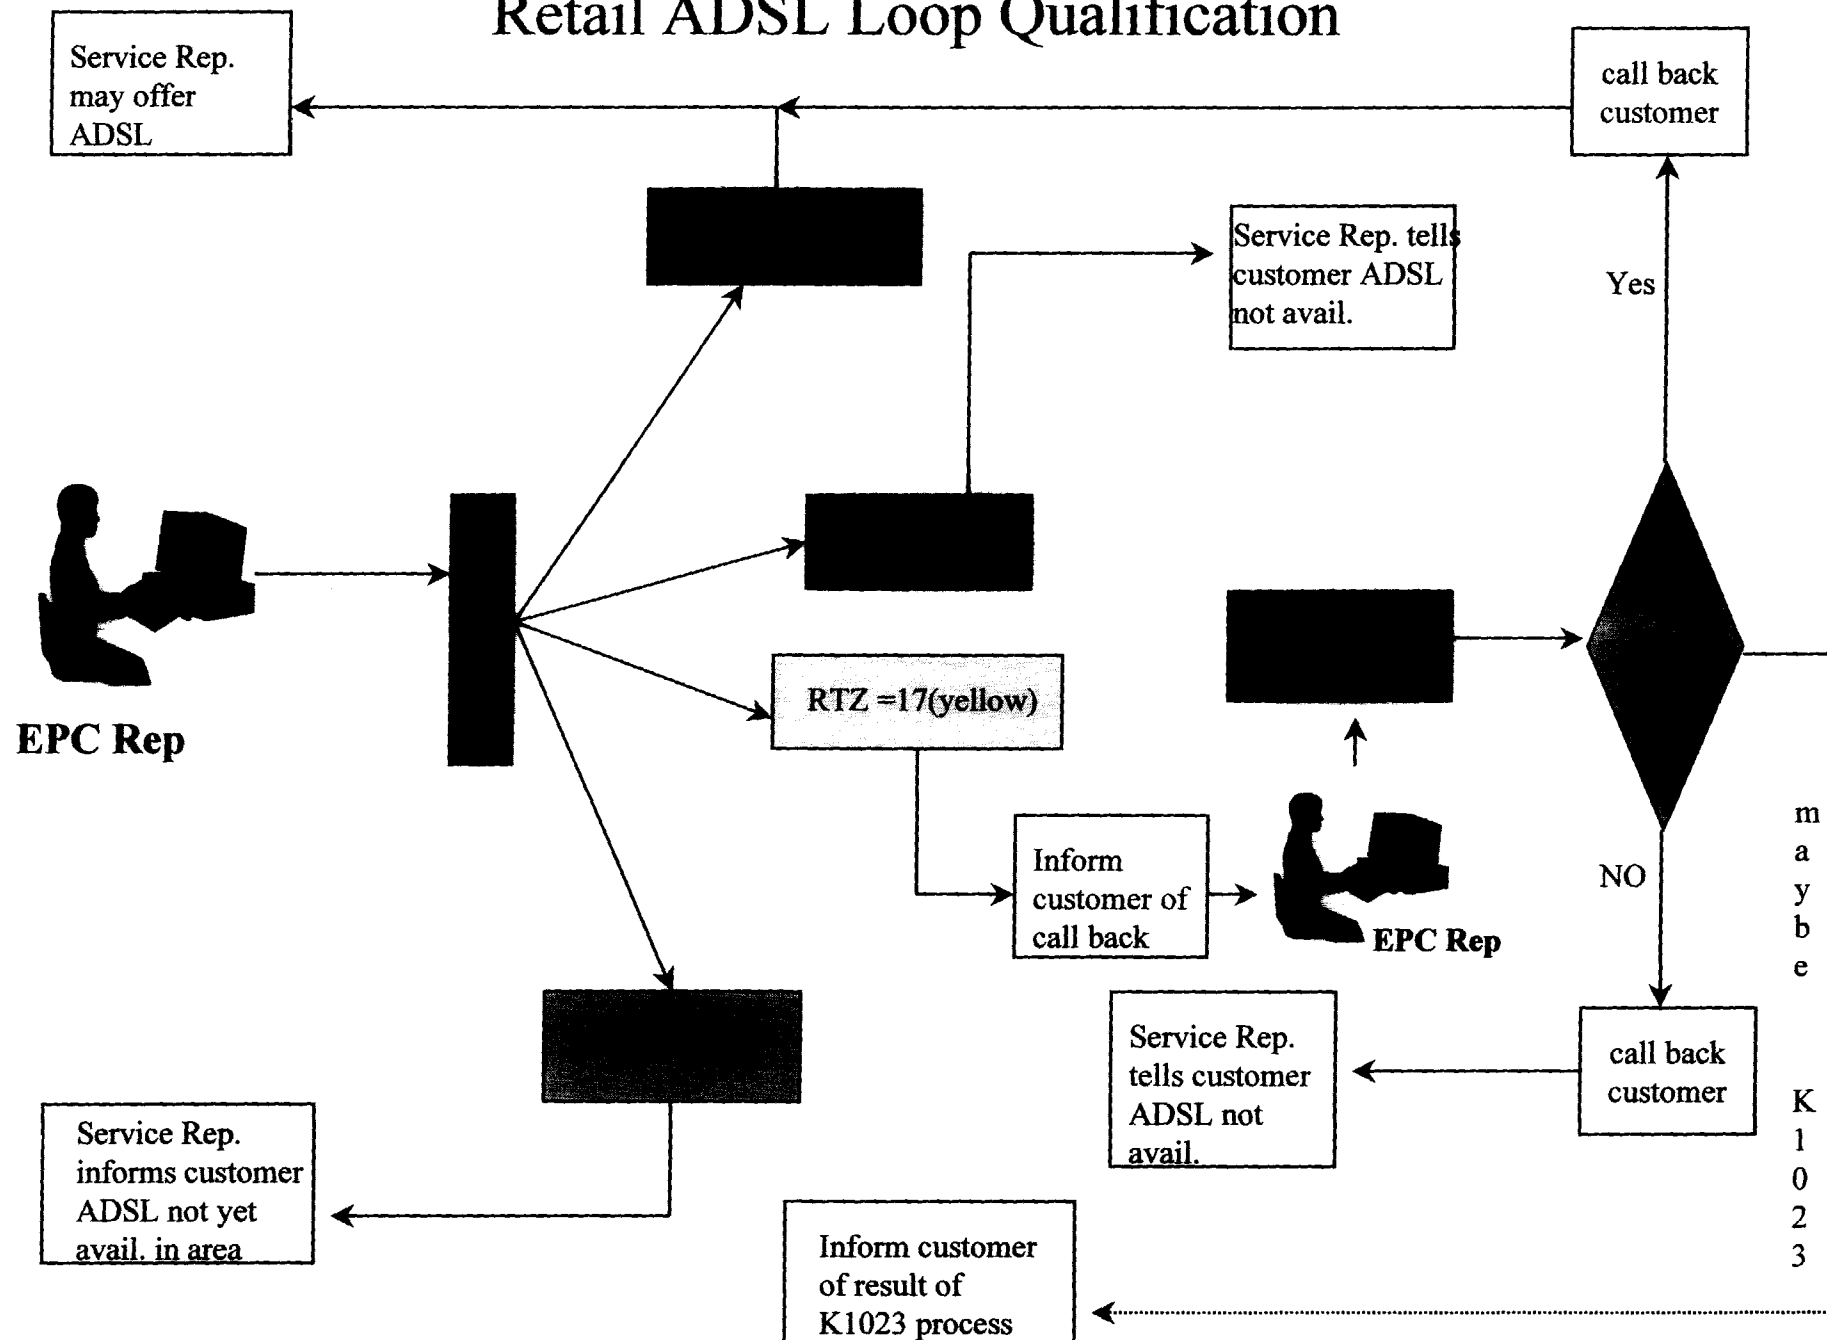 Retail ADSL Loop Qualification
Service Rep.
may offer
ADSL
call back
customer
Service Rep. tells
customer ADSL
not avail.
Yes
EPC Rep
RTZ =17(yellow)
Inform
customer of
call back
EPC Rep
NO
m
a
y
b
e
K
1
0
2
3
Service Rep.
tells customer
ADSL not
avail.
call back
customer
Service Rep.
informs customer
ADSL not yet
avail. in area
Inform customer
of result of
K1023 process